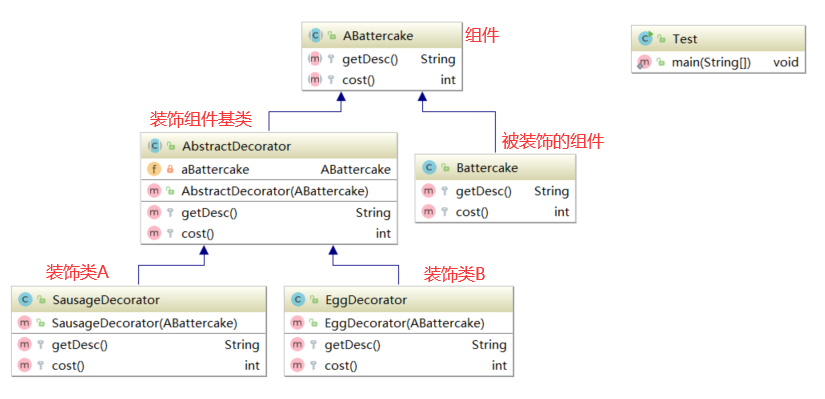 ABattercake 组件
getDesc() String
cost() int
Test
main(String[]) void
装饰组件基类
AbstractDecorator
aBattercake ABattercake
AbstractDecorator(ABattercake)
getDesc() String
cost() int
被装饰的组件
Battercake
getDesc() String
cost() int
装饰类A
SausageDecorator
SausageDecorator(ABattercake)
getDesc() String
cost() int
装饰类B
EggDecorator
EggDecorator(ABattercake)
getDesc() String
cost() int